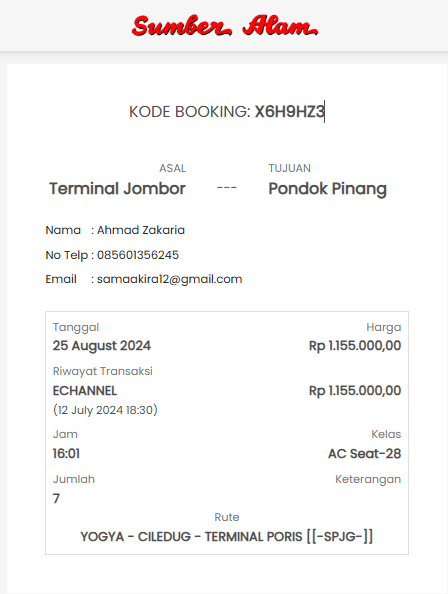 Sumber Alam
KODE BOOKING: X6H9HZ3
ASAL TUJUAN
Terminal Jombor --- Pondok Pinang
Nama : Ahmad Zakaria
No Telp : 085601356245
Email : samaakira12@gmail.com
Tanggal Harga
25 August 2024 Rp 1.155.000,00
Riwayat Transaksi
ECHANNEL Rp 1.155.000,00
(12 July 2024 18:30)
Jam Kelas
16:01 AC Seat-28
Jumlah Keterangan
7
Rute
YOGYA - CILEDUG - TERMINAL PORIS [[-SPJG-]]